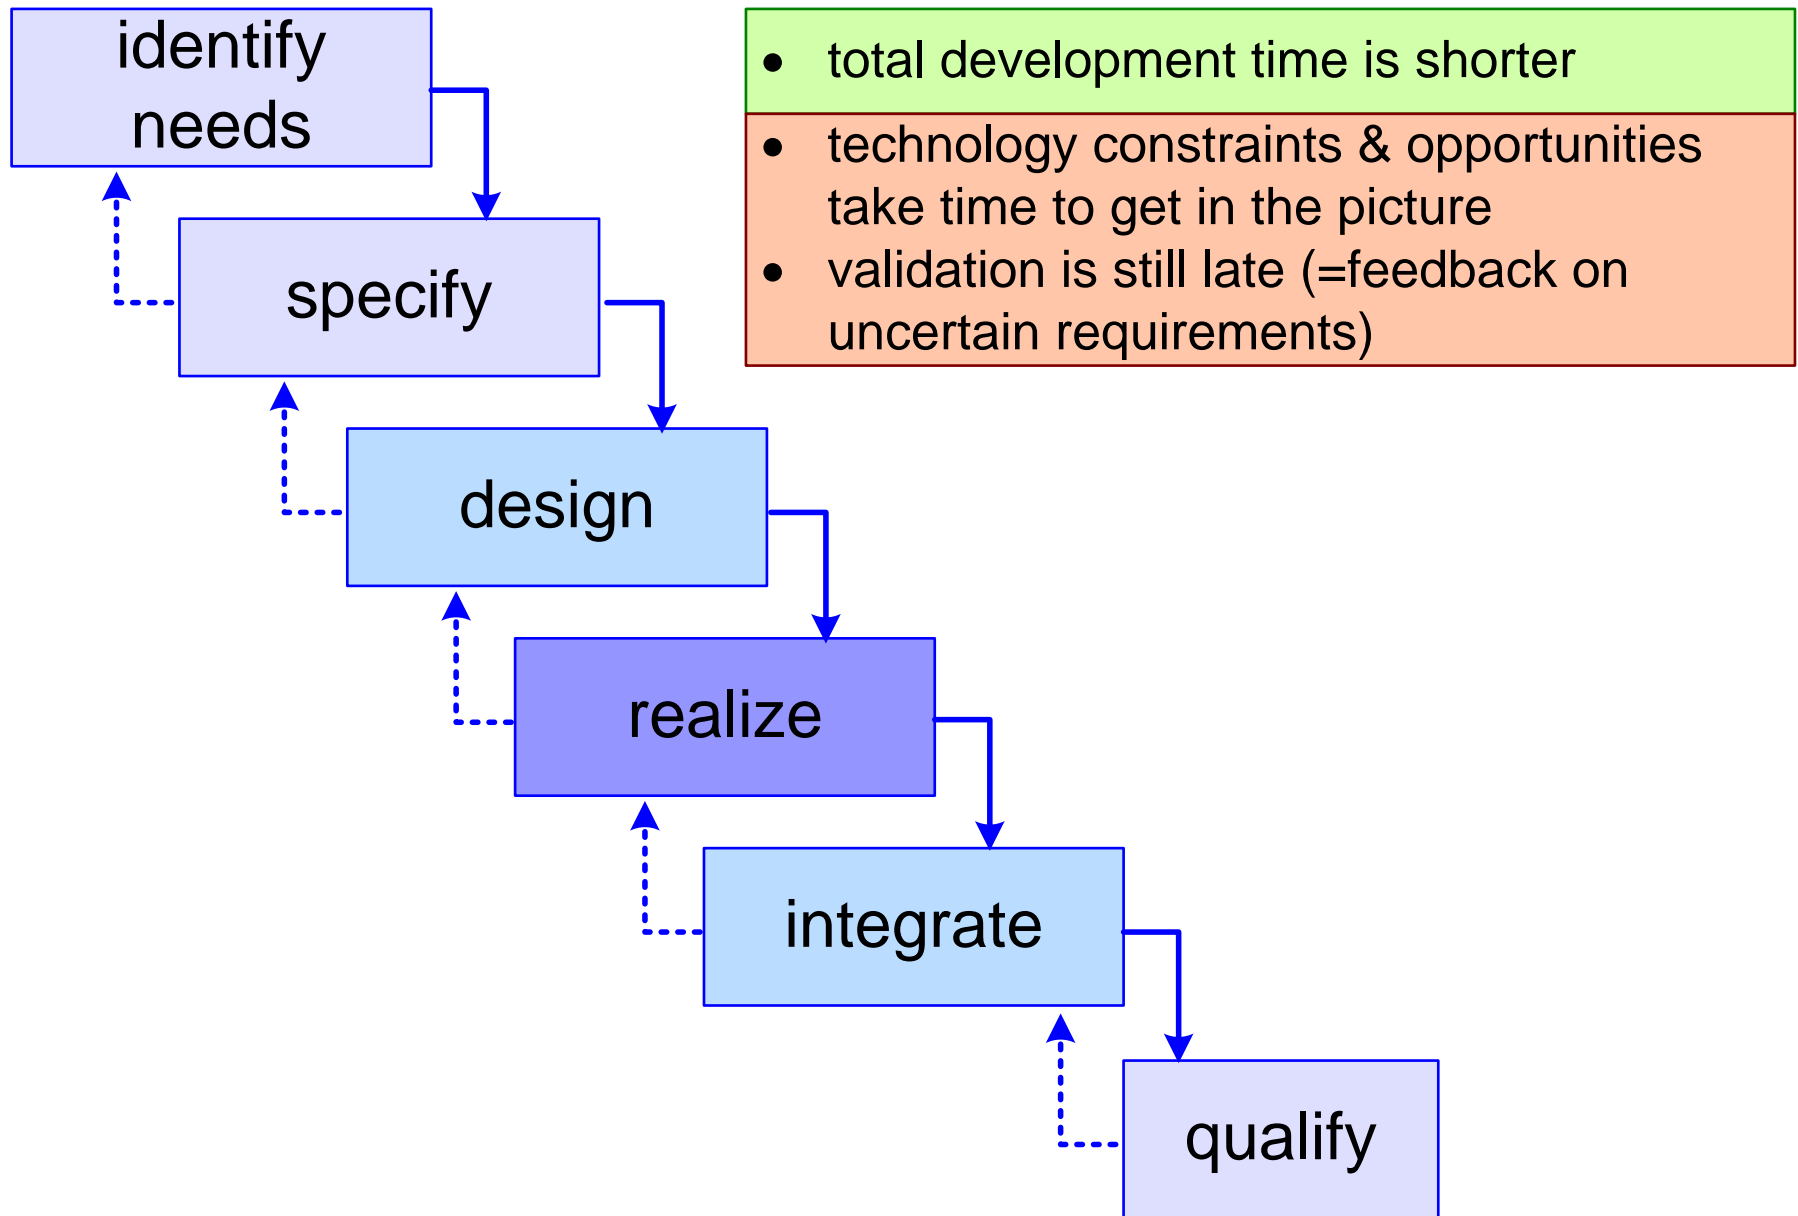 identify
needs
• total development time is shorter
• technology constraints & opportunities
take time to get in the picture
• validation is still late (=feedback on
uncertain requirements)
specify
design
realize
integrate
qualify